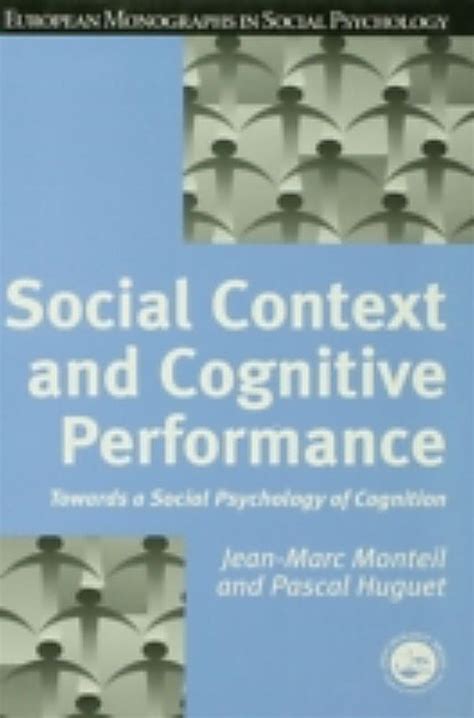 EUROPEAN MONOGRAPHS IN SOCIAL PSYCHOLOGY
Social Context
and Cognitive
Performance
Towards a Social Psychology of Cognition
Jean-Marc Monteil
and Pascal Huguet